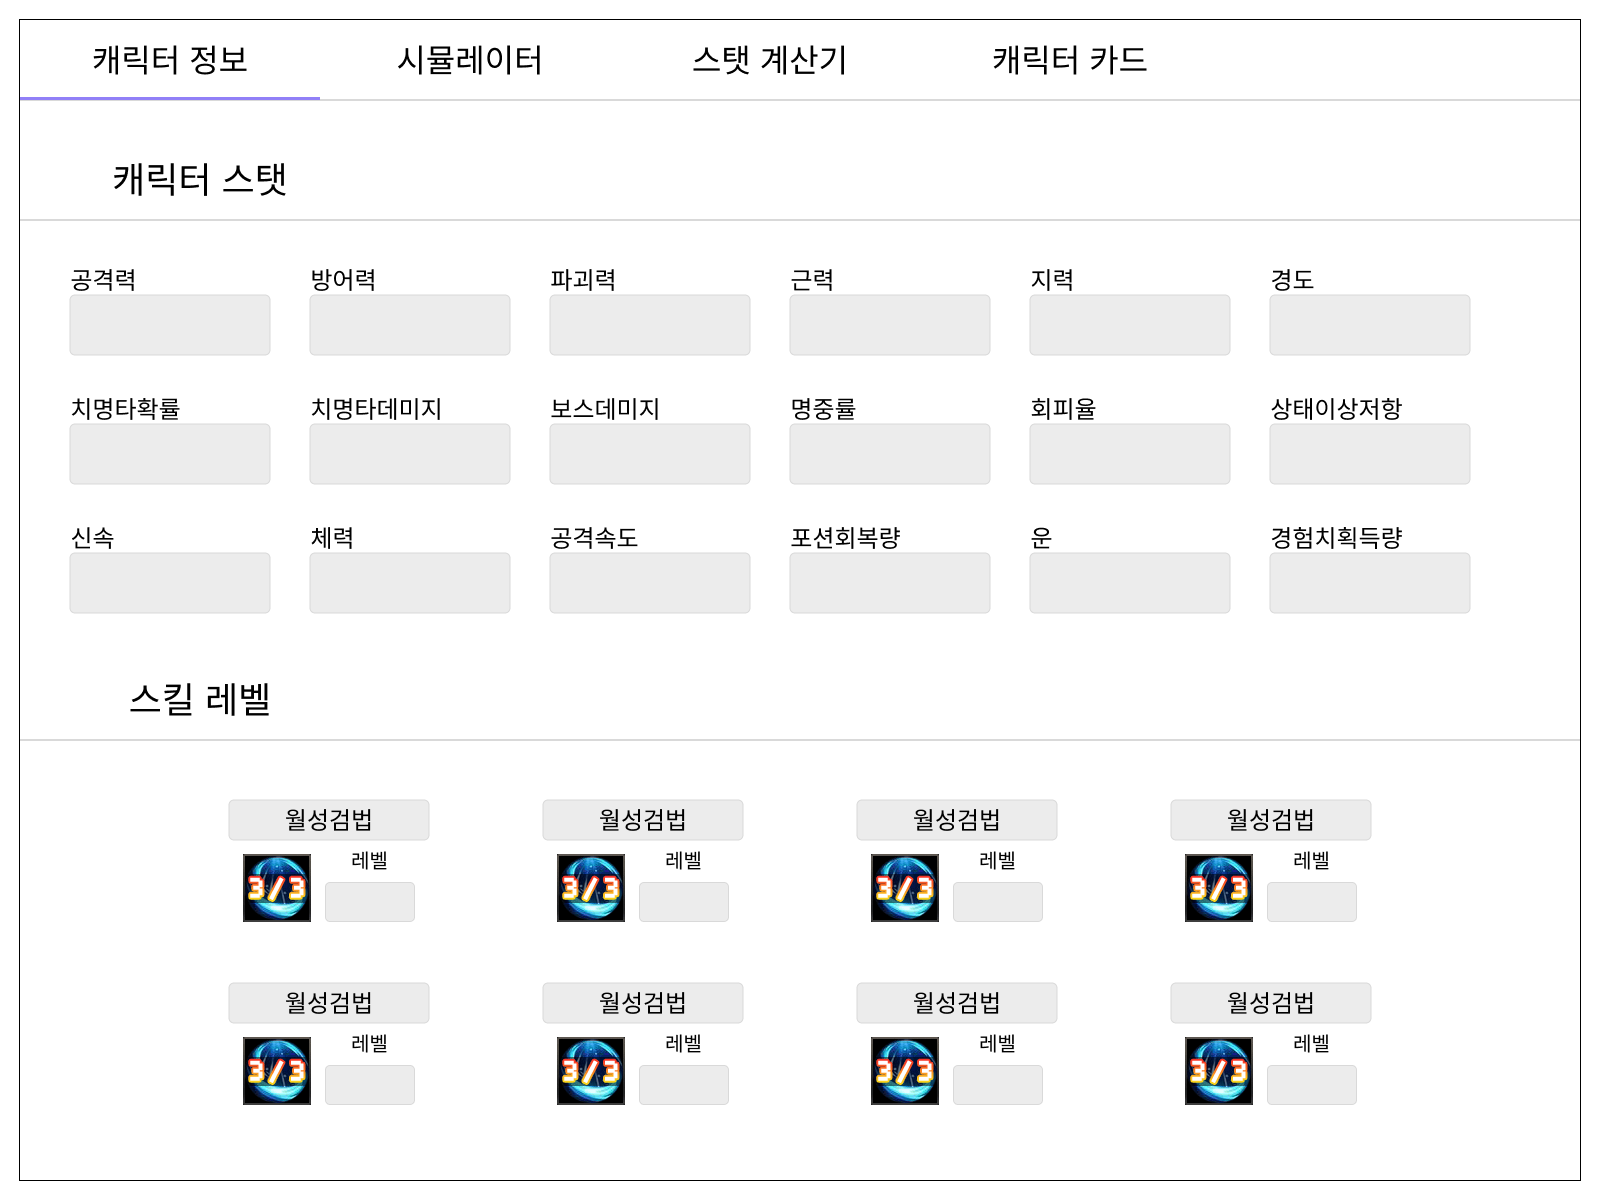 캐릭터 정보 시뮬레이터 스탯 계산기 캐릭터 카드
캐릭터 스탯
공격력 방어력 파괴력 근력 지력 경도
치명타확률 치명타데미지 보스데미지 명중률 회피율 상태이상저항
신속 체력 공격속도 포션회복량 운 경험치획득량
스킬 레벨
월성검법 월성검법 월성검법 월성검법
레벨 레벨 레벨 레벨
3/3 3/3 3/3 3/3
월성검법 월성검법 월성검법 월성검법
레벨 레벨 레벨 레벨
3/3 3/3 3/3 3/3